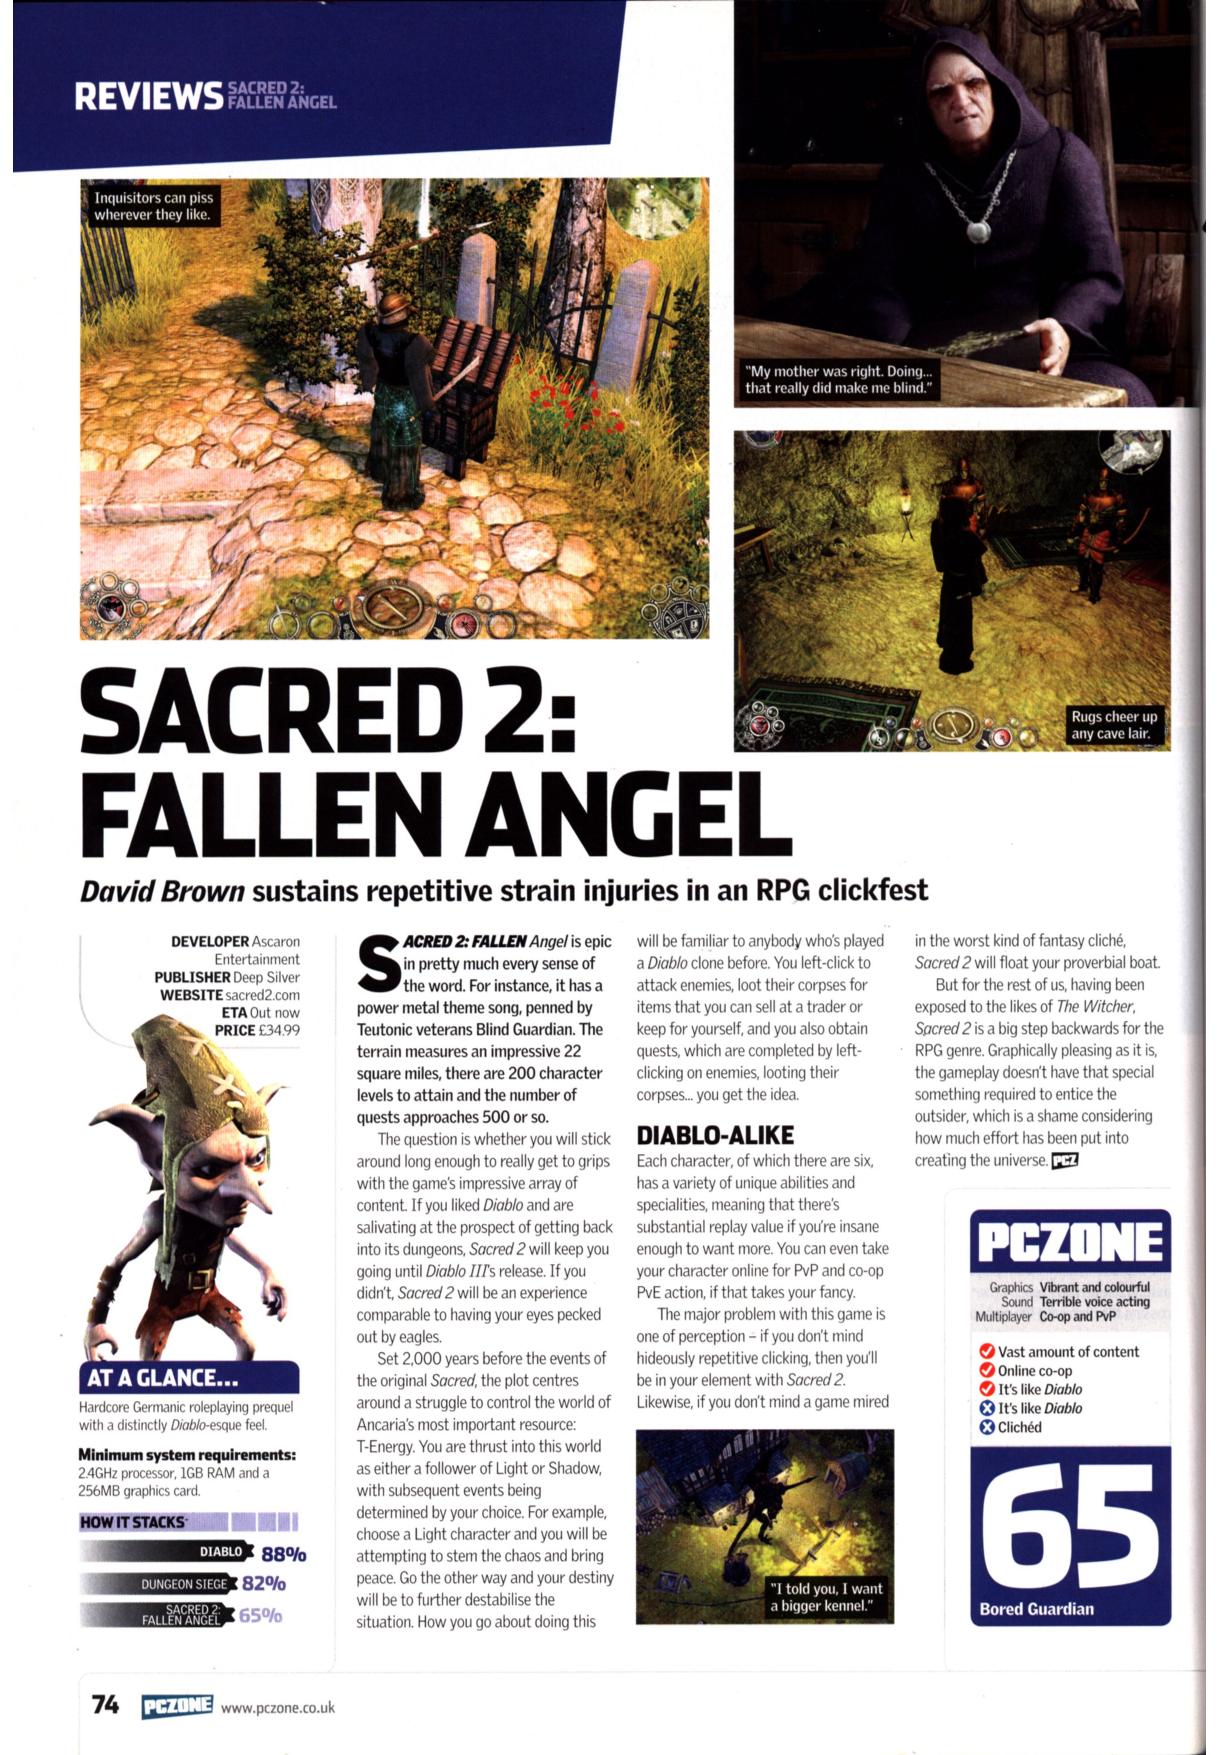 REVIEWS SACRED 2:
FALLEN ANGEL
Inquisitors can piss
wherever they like.
"My mother was right. Doing...
that really did make me blind."
Rugs cheer up
any cave lair.
SACRED 2:
FALLEN ANGEL
David Brown sustains repetitive strain injuries in an RPG clickfest
DEVELOPER Ascaron
Entertainment
PUBLISHER Deep Silver
WEBSITE sacred2.com
ETA Out now
PRICE £34.99
AT A GLANCE...
Hardcore Germanic roleplaying prequel
with a distinctly Diablo-esque feel.
Minimum system requirements:
2.4GHz processor, 1GB RAM and a
256MB graphics card.
HOW IT STACKS
DIABLO 88%
DUNGEON SIEGE 82%
SACRED 2:
FALLEN ANGEL 65%
SACRED 2: FALLEN Angel is epic
in pretty much every sense of
the word. For instance, it has a
power metal theme song, penned by
Teutonic veterans Blind Guardian. The
terrain measures an impressive 22
square miles, there are 200 character
levels to attain and the number of
quests approaches 500 or so.
The question is whether you will stick
around long enough to really get to grips
with the game's impressive array of
content. If you liked Diablo and are
salivating at the prospect of getting back
into its dungeons, Sacred 2 will keep you
going until Diablo III's release. If you
didn't, Sacred 2 will be an experience
comparable to having your eyes pecked
out by eagles.
Set 2,000 years before the events of
the original Sacred, the plot centres
around a struggle to control the world of
Ancaria's most important resource:
T-Energy. You are thrust into this world
as either a follower of Light or Shadow,
with subsequent events being
determined by your choice. For example,
choose a Light character and you will be
attempting to stem the chaos and bring
peace. Go the other way and your destiny
will be to further destabilise the
situation. How you go about doing this
will be familiar to anybody who's played
a Diablo clone before. You left-click to
attack enemies, loot their corpses for
items that you can sell at a trader or
keep for yourself, and you also obtain
quests, which are completed by left-
clicking on enemies, looting their
corpses... you get the idea.
DIABLO-ALIKE
Each character, of which there are six,
has a variety of unique abilities and
specialities, meaning that there's
substantial replay value if you're insane
enough to want more. You can even take
your character online for PvP and co-op
PvE action, if that takes your fancy.
The major problem with this game is
one of perception – if you don't mind
hideously repetitive clicking, then you'll
be in your element with Sacred 2.
Likewise, if you don't mind a game mired
"I told you, I want
a bigger kennel."
in the worst kind of fantasy cliché,
Sacred 2 will float your proverbial boat.
But for the rest of us, having been
exposed to the likes of The Witcher,
Sacred 2 is a big step backwards for the
RPG genre. Graphically pleasing as it is,
the gameplay doesn't have that special
something required to entice the
outsider, which is a shame considering
how much effort has been put into
creating the universe. PCZ
PCZONE
Graphics Vibrant and colourful
Sound Terrible voice acting
Multiplayer Co-op and PvP
Vast amount of content
Online co-op
It's like Diablo
It's like Diablo
Clichéd
65
Bored Guardian
74 PCZONE www.pczone.co.uk